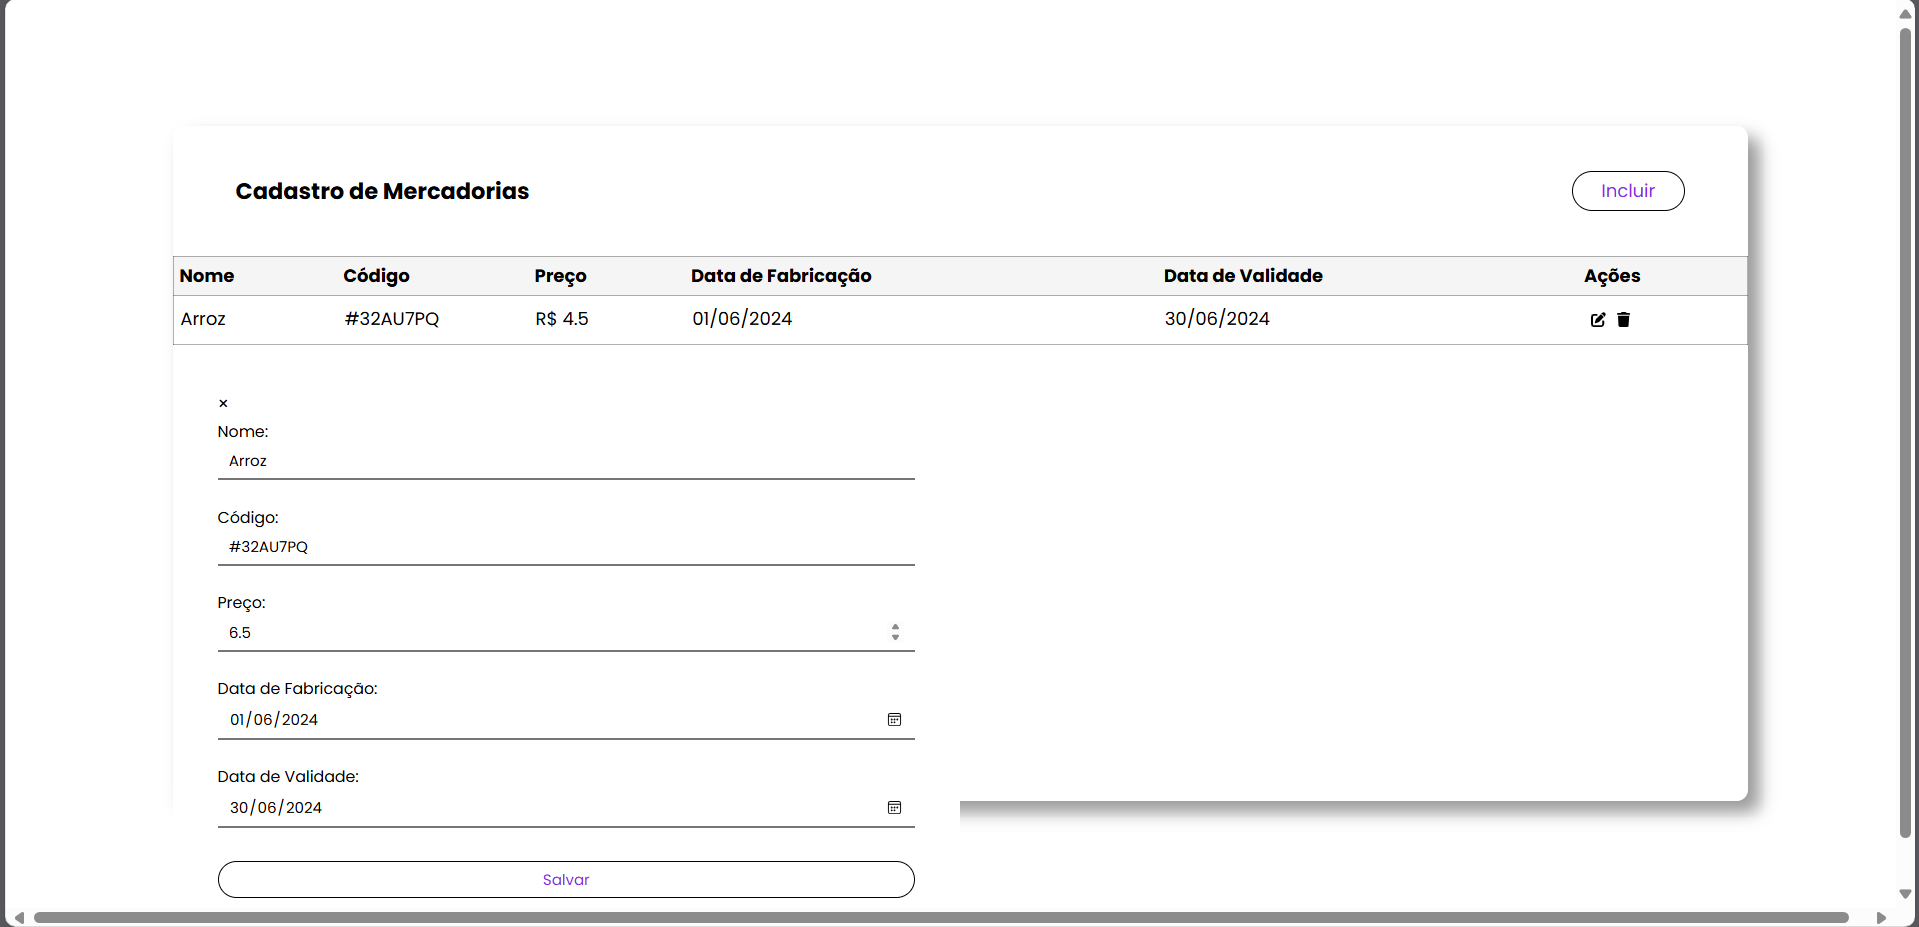 Cadastro de Mercadorias
Incluir
Nome Código Preço Data de Fabricação Data de Validade Ações
Arroz #32AU7PQ R$ 4.5 01/06/2024 30/06/2024
×
Nome:
Arroz
Código:
#32AU7PQ
Preço:
6.5
Data de Fabricação:
01/06/2024
Data de Validade:
30/06/2024
Salvar